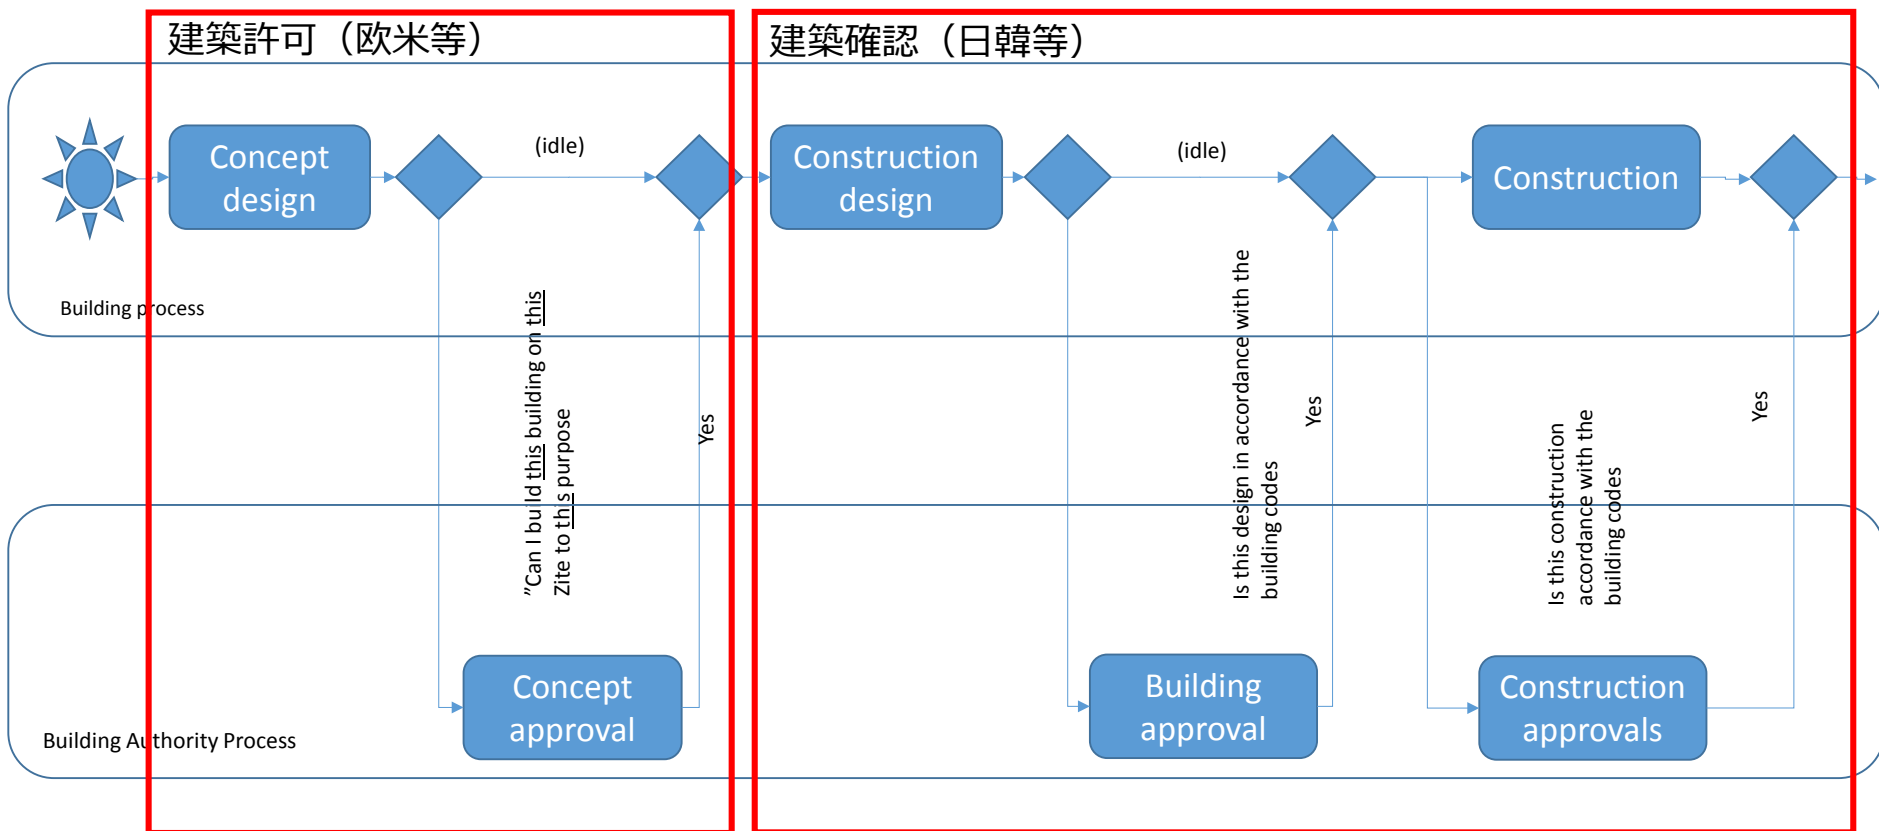 建築許可（欧米等）
建築確認（日韓等）
Concept
design
(idle)
Construction
design
(idle)
Construction
Building process
"Can I build this building on this
Zite to this purpose
Yes
Is this design in accordance with the
building codes
Yes
Is this construction
accordance with the
building codes
Yes
Concept
approval
Building
approval
Construction
approvals
Building Authority Process